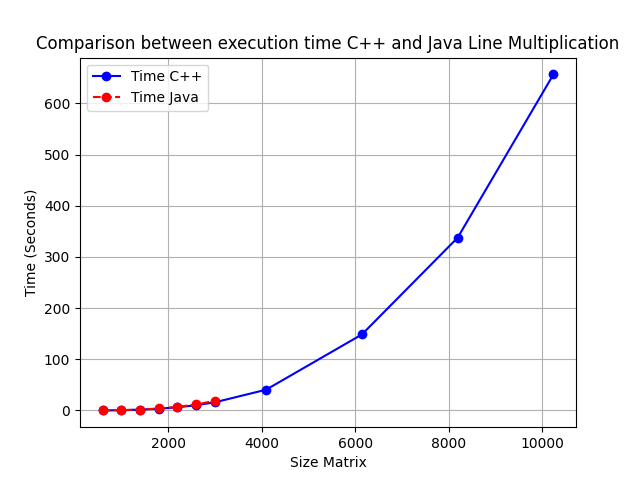 Comparison between execution time C++ and Java Line Multiplication
Time C++
Time Java
600
500
400
300
200
100
0
Time (Seconds)
2000
4000
6000
8000
10000
Size Matrix